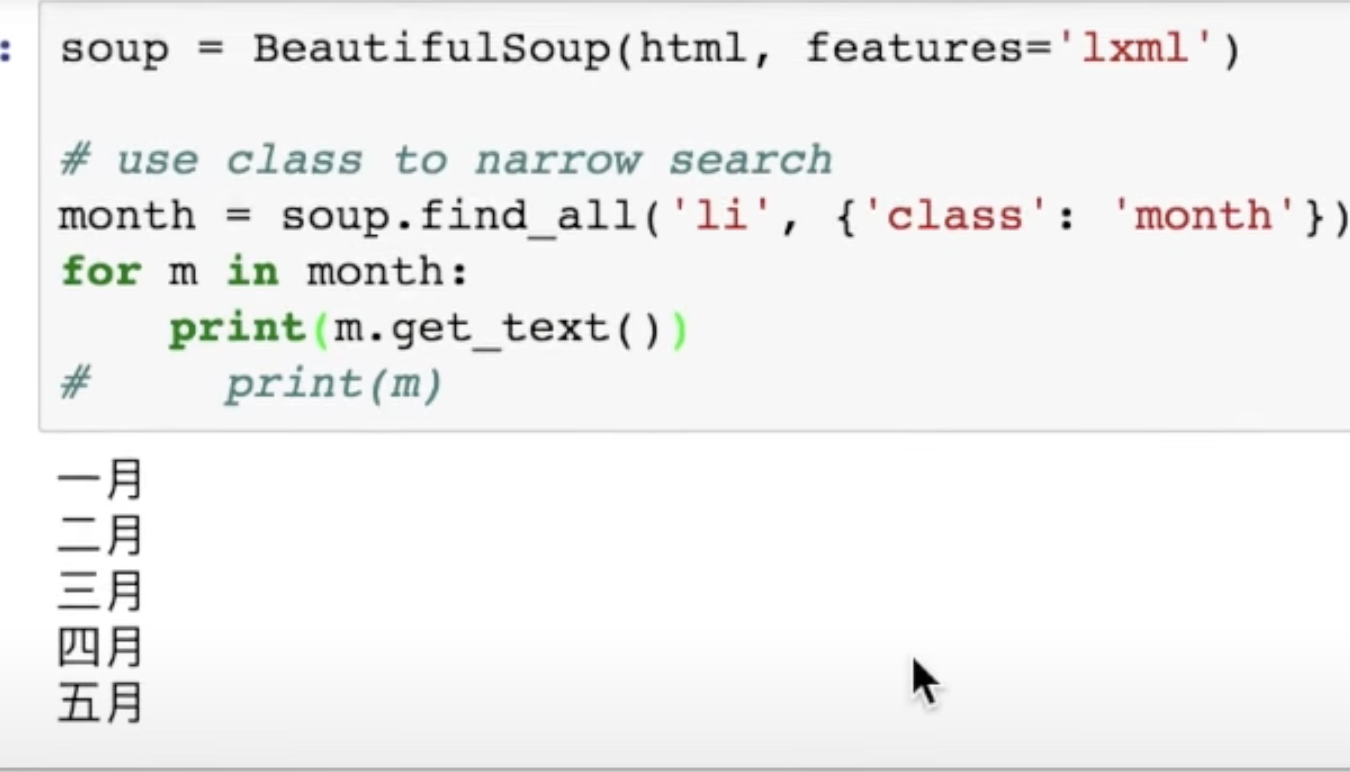 : soup = BeautifulSoup(html, features='lxml')
# use class to narrow search
month = soup.find_all('li', {'class': 'month'})
for m in month:
    print(m.get_text())
#     print(m)
一月
二月
三月
四月
五月